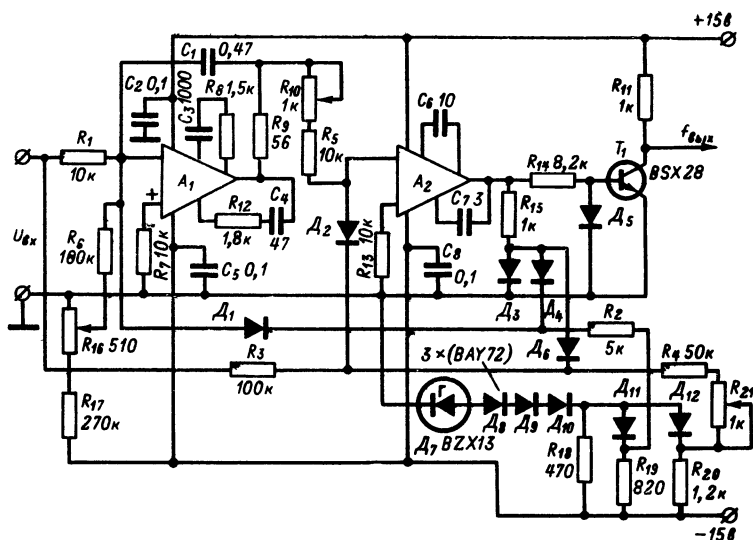 +15в
C₁ 0,47
C₂ 0,1
C₃ 1000
R₈ 1,5к
R₁₀
1к
C₆ 10
R₁₁
1к
R₁
10к
R₉
56
R₅
10к
T₁
fвых
BSX28
A₁
+
A₂
R₁₄ 8,2к
R₁₂
1,8к
C₄
47
Д₂
C₇ 3
R₁₅
1к
Д₅
Uвх
R₆
180к
R₇ 10к
C₅ 0,1
R₁₃ 10к
C₈
0,1
Д₃
Д₄
R₂
5к
Д₁
R₁₆ 510
R₃
100к
Д₆
R₄ 50к
3×(BAY72)
R₁₇
270к
г
Д₈
Д₉
Д₁₀
Д₁₁
Д₁₂
R₂₁
1к
Д₇ BZX13
R₁₈
470
R₁₉
820
R₂₀
1,2к
−15в